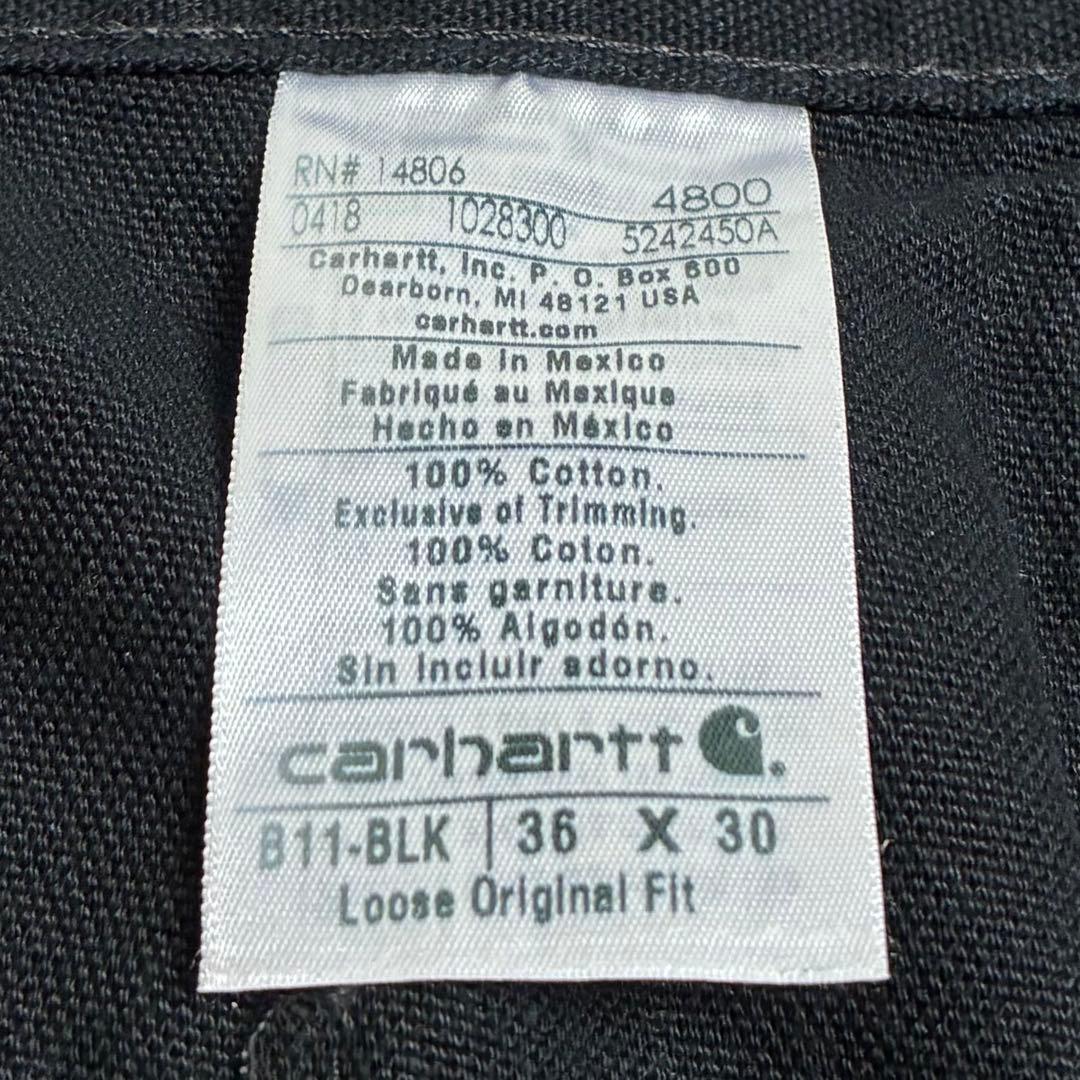 RN# 14806
4800
0418 1028300 5242450A
Carhartt, Inc. P. O. Box 600
Dearborn, MI 48121 USA
carhartt.com
Made in Mexico
Fabriqué au Mexique
Hecho en México
100% Cotton.
Exclusive of Trimming.
100% Coton.
Sans garniture.
100% Algodón.
Sin incluir adorno.
carhartt
B11-BLK 36 X 30
Loose Original Fit